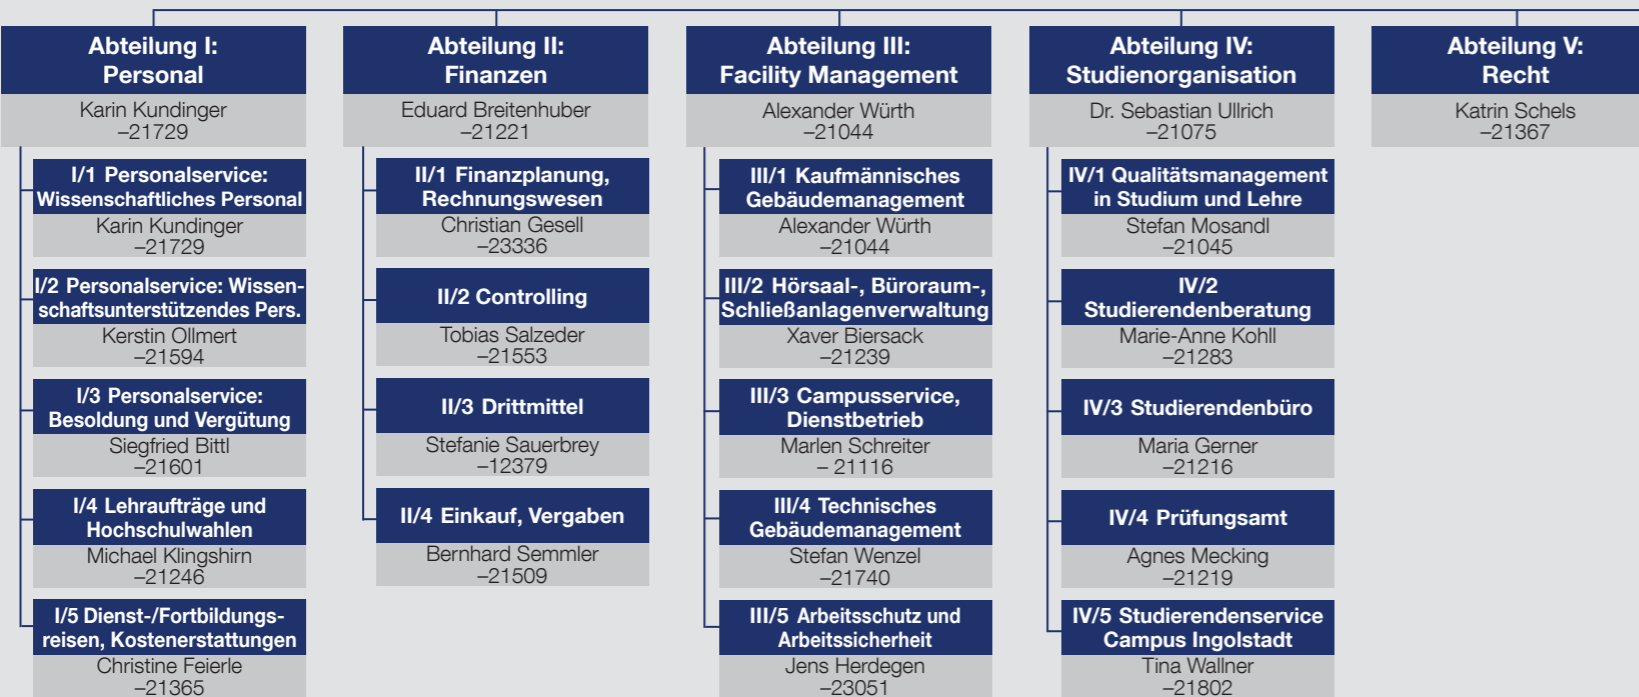 Abteilung I:
Personal
Karin Kundinger
–21729
I/1 Personalservice:
Wissenschaftliches Personal
Karin Kundinger
–21729
I/2 Personalservice: Wissen-
schaftsunterstützendes Pers.
Kerstin Ollmert
–21594
I/3 Personalservice:
Besoldung und Vergütung
Siegfried Bittl
–21601
I/4 Lehraufträge und
Hochschulwahlen
Michael Klingshirn
–21246
I/5 Dienst-/Fortbildungs-
reisen, Kostenerstattungen
Christine Feierle
–21365
Abteilung II:
Finanzen
Eduard Breitenhuber
–21221
II/1 Finanzplanung,
Rechnungswesen
Christian Gesell
–23336
II/2 Controlling
Tobias Salzeder
–21553
II/3 Drittmittel
Stefanie Sauerbrey
–12379
II/4 Einkauf, Vergaben
Bernhard Semmler
–21509
Abteilung III:
Facility Management
Alexander Würth
–21044
III/1 Kaufmännisches
Gebäudemanagement
Alexander Würth
–21044
III/2 Hörsaal-, Büroraum-,
Schließanlagenverwaltung
Xaver Biersack
–21239
III/3 Campusservice,
Dienstbetrieb
Marlen Schreiter
– 21116
III/4 Technisches
Gebäudemanagement
Stefan Wenzel
–21740
III/5 Arbeitsschutz und
Arbeitssicherheit
Jens Herdegen
–23051
Abteilung IV:
Studienorganisation
Dr. Sebastian Ullrich
–21075
IV/1 Qualitätsmanagement
in Studium und Lehre
Stefan Mosandl
–21045
IV/2
Studierendenberatung
Marie-Anne Kohll
–21283
IV/3 Studierendenbüro
Maria Gerner
–21216
IV/4 Prüfungsamt
Agnes Mecking
–21219
IV/5 Studierendenservice
Campus Ingolstadt
Tina Wallner
–21802
Abteilung V:
Recht
Katrin Schels
–21367